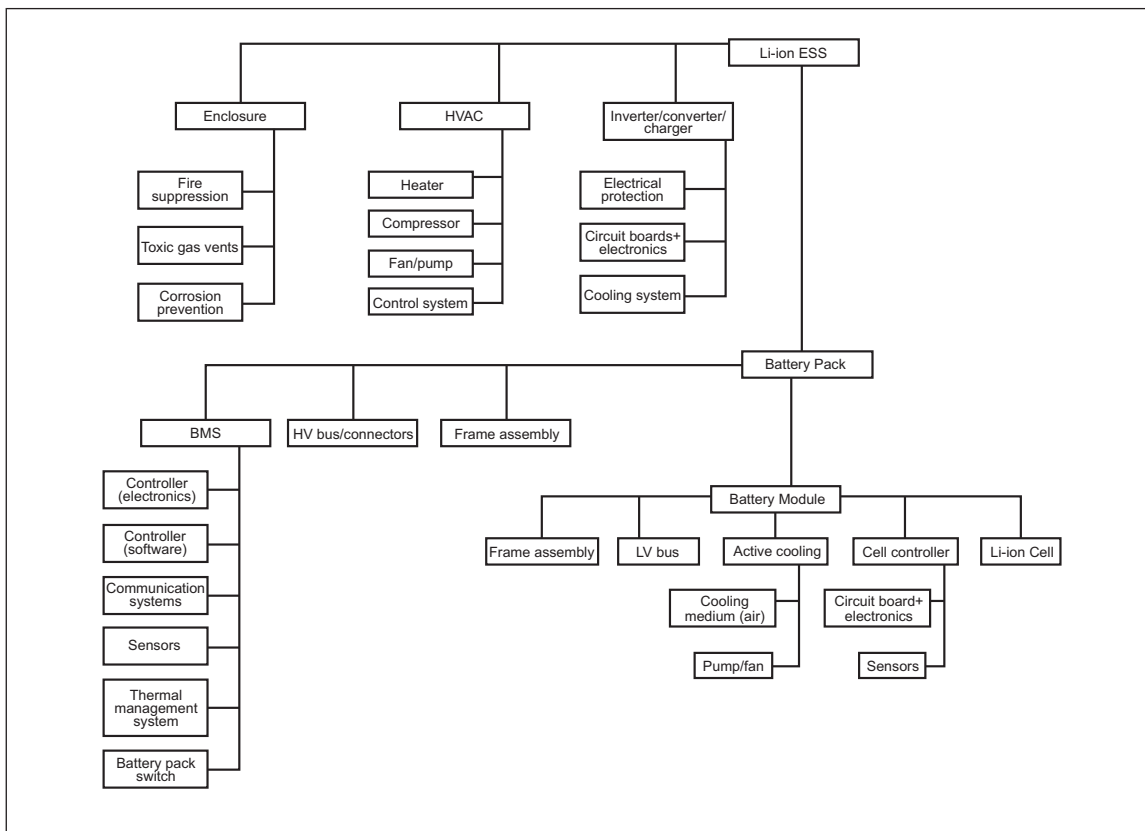 Li-ion ESS
Enclosure
HVAC
Inverter/converter/
charger
Fire
suppression
Toxic gas vents
Corrosion
prevention
Heater
Compressor
Fan/pump
Control system
Electrical
protection
Circuit boards+
electronics
Cooling system
Battery Pack
BMS
HV bus/connectors
Frame assembly
Controller
(electronics)
Controller
(software)
Communication
systems
Sensors
Thermal
management
system
Battery pack
switch
Battery Module
Frame assembly
LV bus
Active cooling
Cell controller
Li-ion Cell
Cooling
medium (air)
Pump/fan
Circuit board+
electronics
Sensors